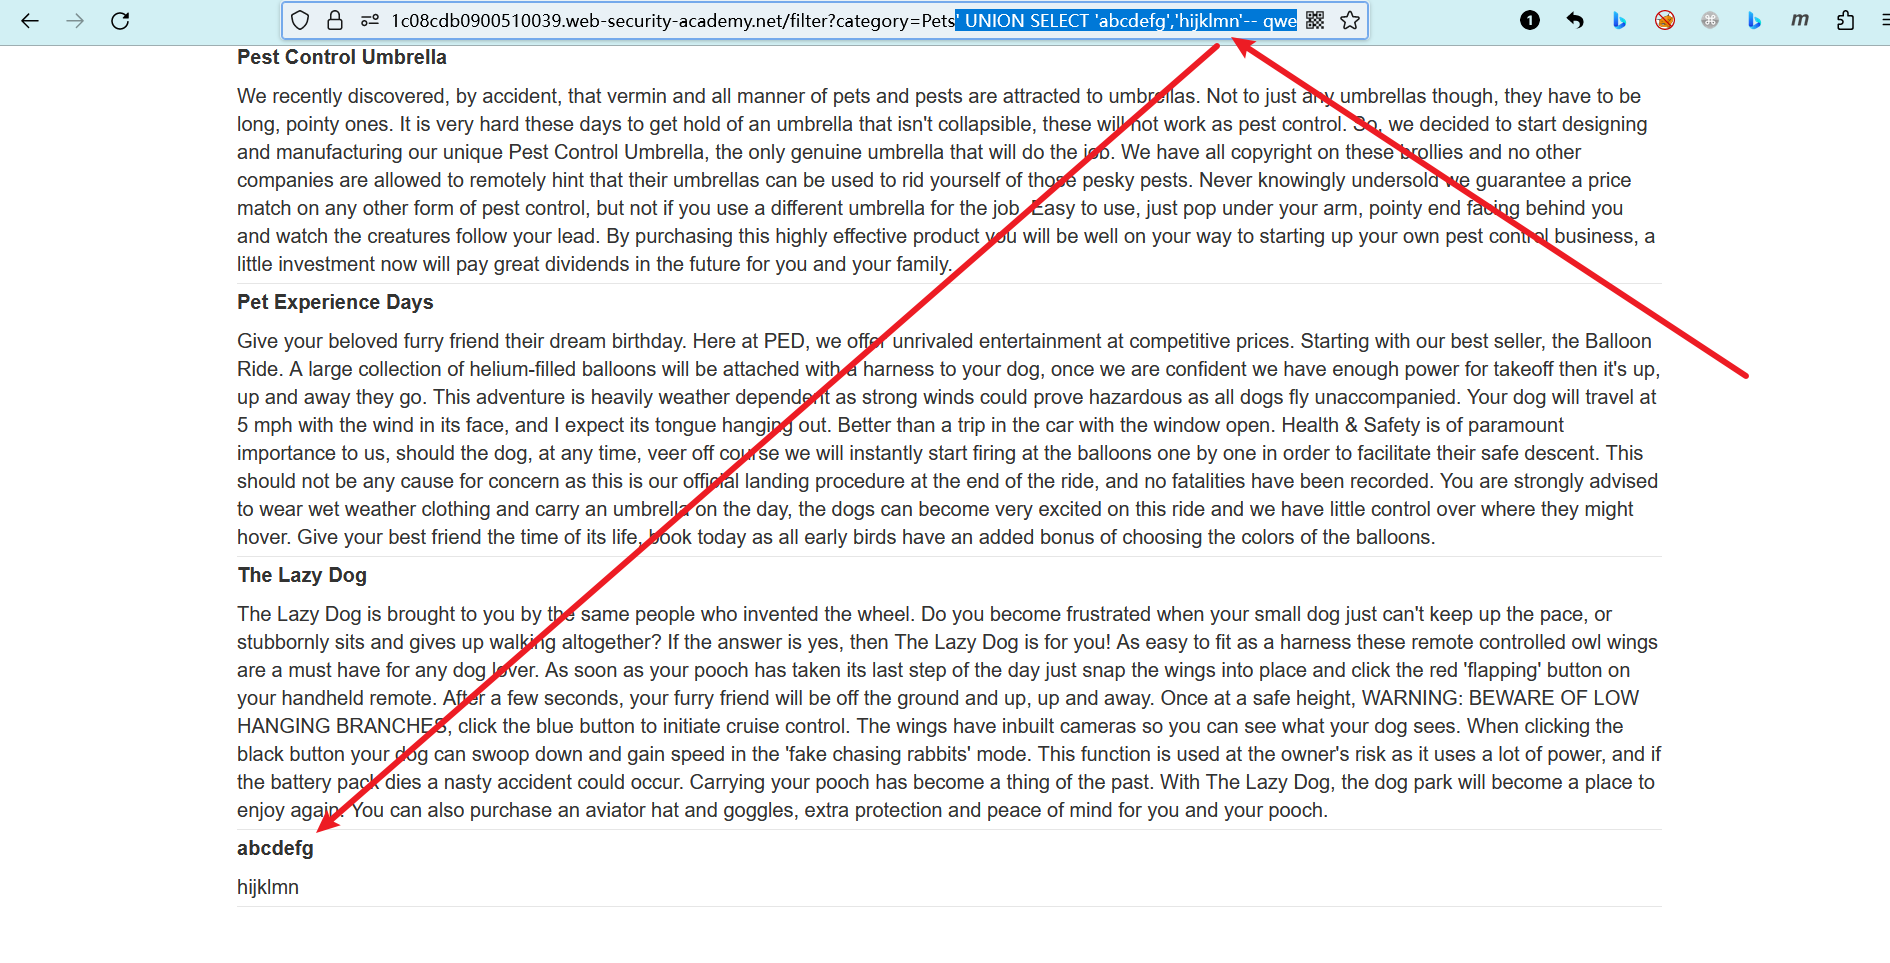 1c08cdb0900510039.web-security-academy.net/filter?category=Pets' UNION SELECT 'abcdefg','hijklmn'-- qwe
1
m
Pest Control Umbrella
We recently discovered, by accident, that vermin and all manner of pets and pests are attracted to umbrellas. Not to just any umbrellas though, they have to be
long, pointy ones. It is very hard these days to get hold of an umbrella that isn't collapsible, these will not work as pest control. So, we decided to start designing
and manufacturing our unique Pest Control Umbrella, the only genuine umbrella that will do the job. We have all copyright on these brollies and no other
companies are allowed to remotely hint that their umbrellas can be used to rid yourself of those pesky pests. Never knowingly undersold we guarantee a price
match on any other form of pest control, but not if you use a different umbrella for the job. Easy to use, just pop under your arm, pointy end facing behind you
and watch the creatures follow your lead. By purchasing this highly effective product you will be well on your way to starting up your own pest control business, a
little investment now will pay great dividends in the future for you and your family.
Pet Experience Days
Give your beloved furry friend their dream birthday. Here at PED, we offer unrivaled entertainment at competitive prices. Starting with our best seller, the Balloon
Ride. A large collection of helium-filled balloons will be attached with a harness to your dog, once we are confident we have enough power for takeoff then it's up,
up and away they go. This adventure is heavily weather dependent as strong winds could prove hazardous as all dogs fly unaccompanied. Your dog will travel at
5 mph with the wind in its face, and I expect its tongue hanging out. Better than a trip in the car with the window open. Health & Safety is of paramount
importance to us, should the dog, at any time, veer off course we will instantly start firing at the balloons one by one in order to facilitate their safe descent. This
should not be any cause for concern as this is our official landing procedure at the end of the ride, and no fatalities have been recorded. You are strongly advised
to wear wet weather clothing and carry an umbrella on the day, the dogs can become very excited on this ride and we have little control over where they might
hover. Give your best friend the time of its life, book today as all early birds have an added bonus of choosing the colors of the balloons.
The Lazy Dog
The Lazy Dog is brought to you by the same people who invented the wheel. Do you become frustrated when your small dog just can't keep up the pace, or
stubbornly sits and gives up walking altogether? If the answer is yes, then The Lazy Dog is for you! As easy to fit as a harness these remote controlled owl wings
are a must have for any dog lover. As soon as your pooch has taken its last step of the day just snap the wings into place and click the red 'flapping' button on
your handheld remote. After a few seconds, your furry friend will be off the ground and up, up and away. Once at a safe height, WARNING: BEWARE OF LOW
HANGING BRANCHES, click the blue button to initiate cruise control. The wings have inbuilt cameras so you can see what your dog sees. When clicking the
black button your dog can swoop down and gain speed in the 'fake chasing rabbits' mode. This function is used at the owner's risk as it uses a lot of power, and if
the battery pack dies a nasty accident could occur. Carrying your pooch has become a thing of the past. With The Lazy Dog, the dog park will become a place to
enjoy again. You can also purchase an aviator hat and goggles, extra protection and peace of mind for you and your pooch.
abcdefg
hijklmn